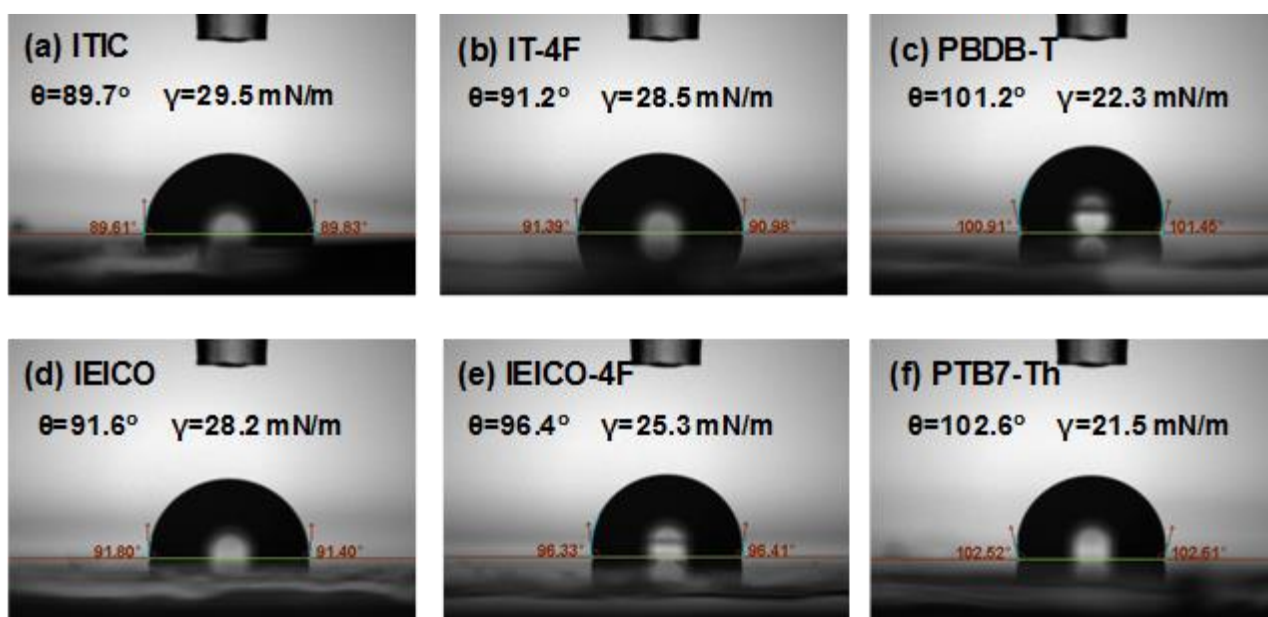 (a) ITIC
θ=89.7° γ=29.5 mN/m
89.61° 89.83°
(b) IT-4F
θ=91.2° γ=28.5 mN/m
91.39° 90.98°
(c) PBDB-T
θ=101.2° γ=22.3 mN/m
100.91° 101.45°
(d) IEICO
θ=91.6° γ=28.2 mN/m
91.80° 91.40°
(e) IEICO-4F
θ=96.4° γ=25.3 mN/m
96.33° 96.41°
(f) PTB7-Th
θ=102.6° γ=21.5 mN/m
102.52° 102.61°